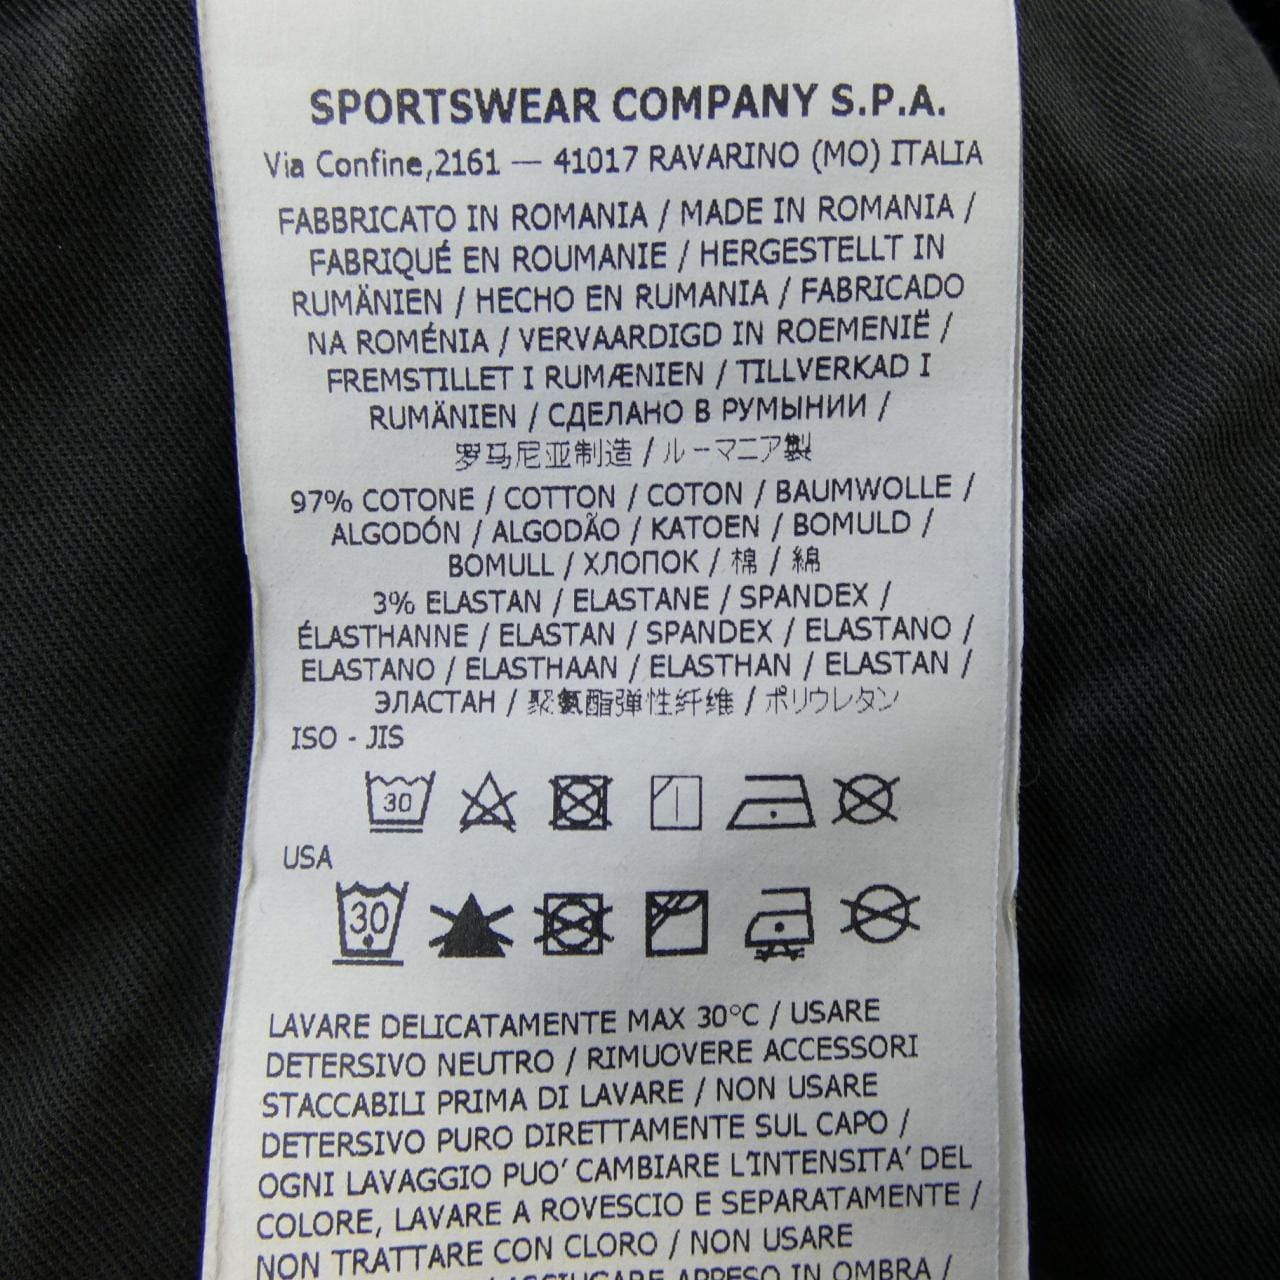 SPORTSWEAR COMPANY S.P.A.
Via Confine,2161 — 41017 RAVARINO (MO) ITALIA
FABBRICATO IN ROMANIA / MADE IN ROMANIA /
FABRIQUÉ EN ROUMANIE / HERGESTELLT IN
RUMÄNIEN / HECHO EN RUMANIA / FABRICADO
NA ROMÉNIA / VERVAARDIGD IN ROEMENIË /
FREMSTILLET I RUMÆNIEN / TILLVERKAD I
RUMÄNIEN / СДЕЛАНО В РУМЫНИИ /
罗马尼亚制造 / ルーマニア製
97% COTONE / COTTON / COTON / BAUMWOLLE /
ALGODÓN / ALGODÃO / KATOEN / BOMULD /
BOMULL / ХЛОПОК / 棉 / 綿
3% ELASTAN / ELASTANE / SPANDEX /
ÉLASTHANNE / ELASTAN / SPANDEX / ELASTANO /
ELASTANO / ELASTHAAN / ELASTHAN / ELASTAN /
ЭЛАСТАН / 聚氨酯弹性纤维 / ポリウレタン
ISO - JIS
30
USA
30
LAVARE DELICATAMENTE MAX 30°C / USARE
DETERSIVO NEUTRO / RIMUOVERE ACCESSORI
STACCABILI PRIMA DI LAVARE / NON USARE
DETERSIVO PURO DIRETTAMENTE SUL CAPO /
OGNI LAVAGGIO PUO' CAMBIARE L'INTENSITA' DEL
COLORE, LAVARE A ROVESCIO E SEPARATAMENTE /
NON TRATTARE CON CLORO / NON USARE
APPESO IN OMBRA /